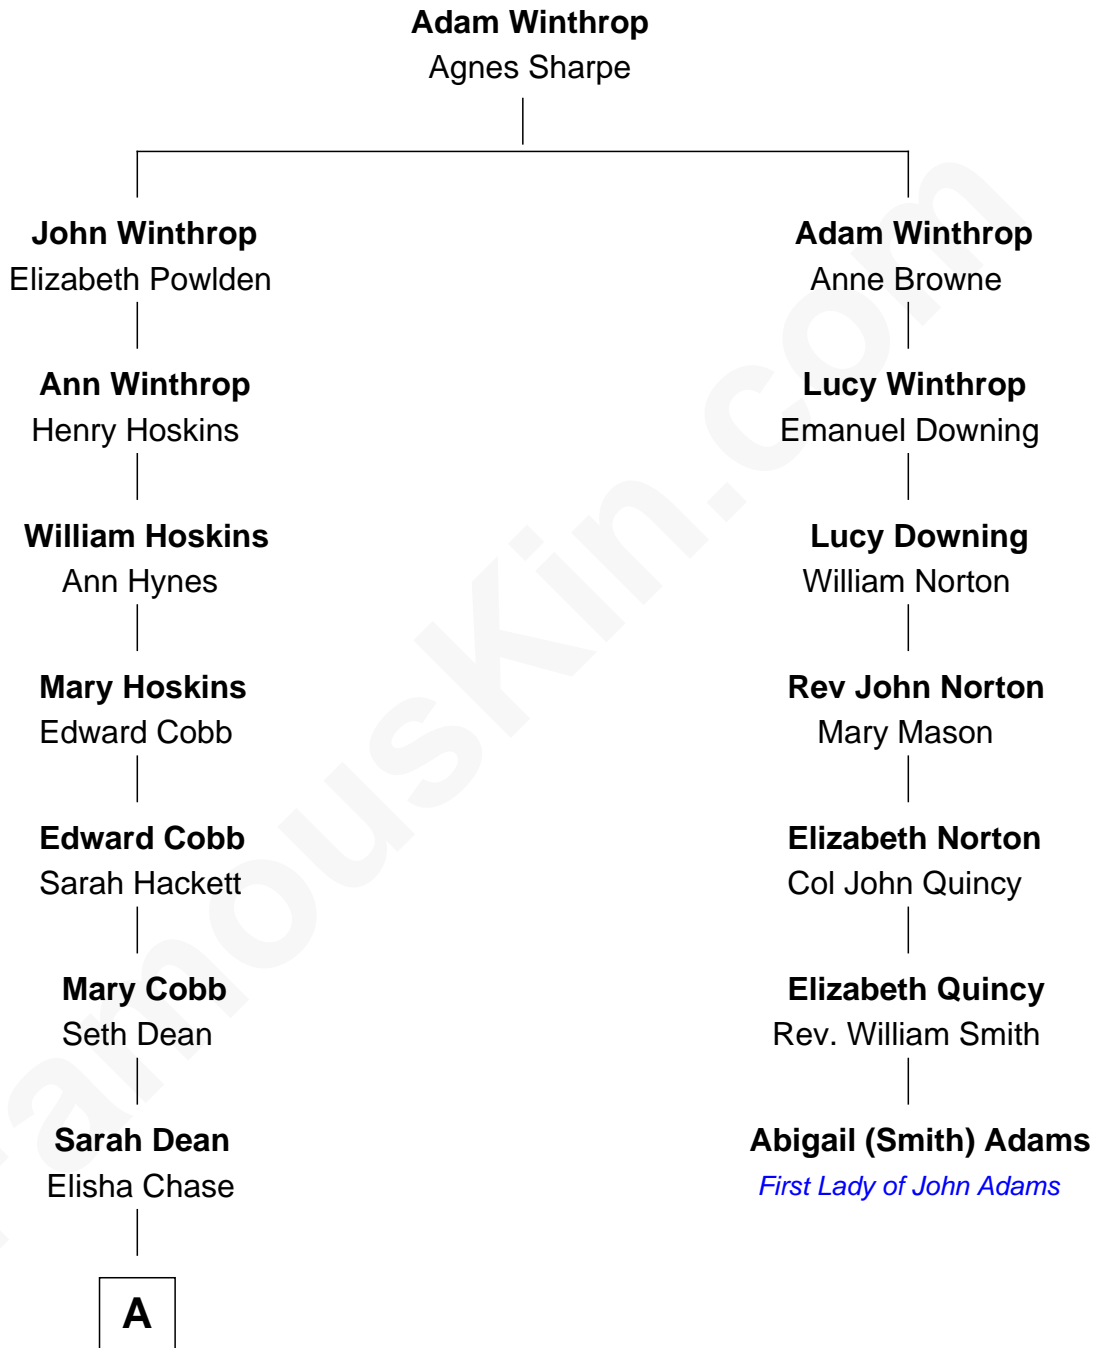 Adam Winthrop
Agnes Sharpe
John Winthrop
Elizabeth Powlden
Adam Winthrop
Anne Browne
Ann Winthrop
Henry Hoskins
Lucy Winthrop
Emanuel Downing
William Hoskins
Ann Hynes
Lucy Downing
William Norton
Mary Hoskins
Edward Cobb
Rev John Norton
Mary Mason
Edward Cobb
Sarah Hackett
Elizabeth Norton
Col John Quincy
Mary Cobb
Seth Dean
Elizabeth Quincy
Rev. William Smith
Sarah Dean
Elisha Chase
Abigail (Smith) Adams
First Lady of John Adams
A
FamousKin.com